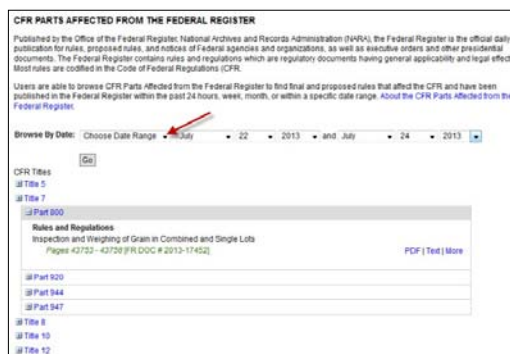 CFR PARTS AFFECTED FROM THE FEDERAL REGISTER
Published by the Office of the Federal Register, National Archives and Records Administration (NARA), the Federal Register is the official daily
publication for rules, proposed rules, and notices of Federal agencies and organizations, as well as executive orders and other presidential
documents. The Federal Register contains rules and regulations which are regulatory documents having general applicability and legal effect.
Most rules are codified in the Code of Federal Regulations (CFR.
Users are able to browse CFR Parts Affected from the Federal Register to find final and proposed rules that affect the CFR and have been
published in the Federal Register within the past 24 hours, week, month, or within a specific date range. About the CFR Parts Affected from the
Federal Register.
Browse By Date: Choose Date Range July 22 2013 and July 24 2013
Go
CFR Titles
Title 5
Title 7
Part 800
Rules and Regulations
Inspection and Weighing of Grain in Combined and Single Lots
Pages 43753 - 43758 [FR DOC # 2013-17452] PDF | Text | More
Part 920
Part 944
Part 947
Title 8
Title 10
Title 12